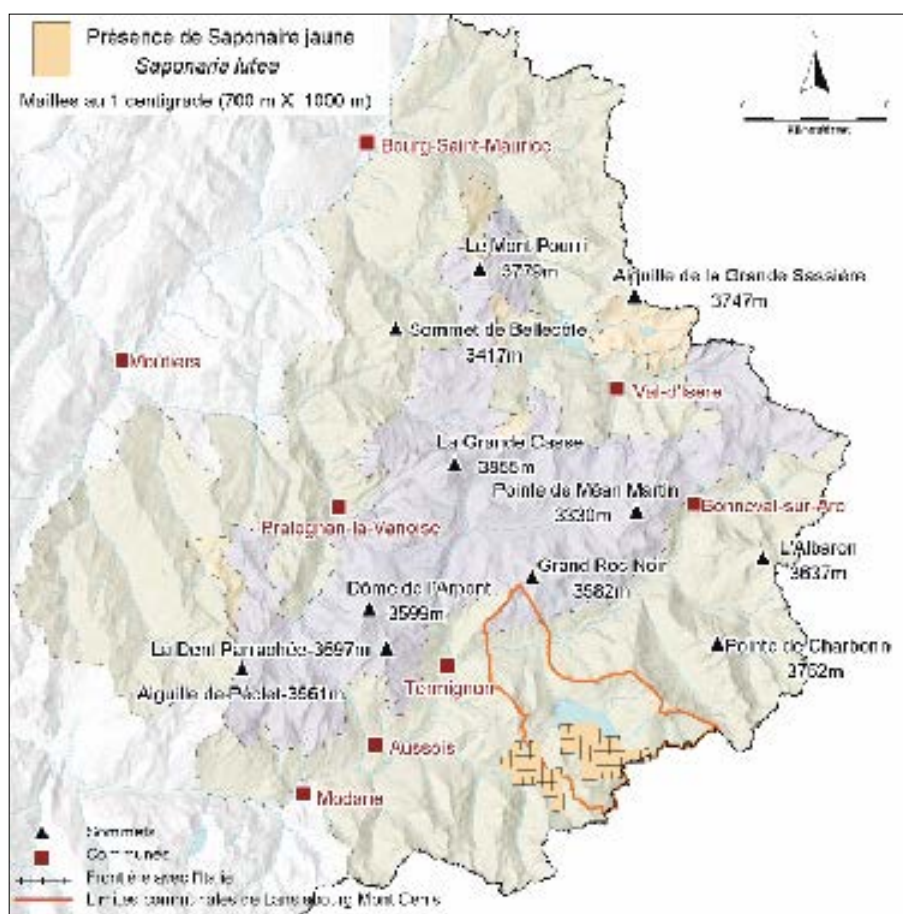 Présence de Saponaire jaune
Saponaria lutea
Mailles au 1 centigrade (700 m X 1000 m)
Bourg-Saint-Maurice
Le Mont Pourri
3779m
Aiguille de la Grande Sassière
3747m
Sommet de Bellecôte
3417m
Moutiers
Val-d'Isère
La Grande Casse
3855m
Pointe de Méan Martin
3330m
Bonneval-sur-Arc
Pralognan-la-Vanoise
L'Albaron
3637m
Grand Roc Noir
3582m
Dôme de l'Arpont
3599m
La Dent Parrachée-3697m
Pointe de Charbonne
3752m
Termignon
Aiguille de Péclet-3561m
Aussois
Modane
Sommets
Communes
Frontière avec l'Italie
Limites communales de Lanslebourg Mont Cenis